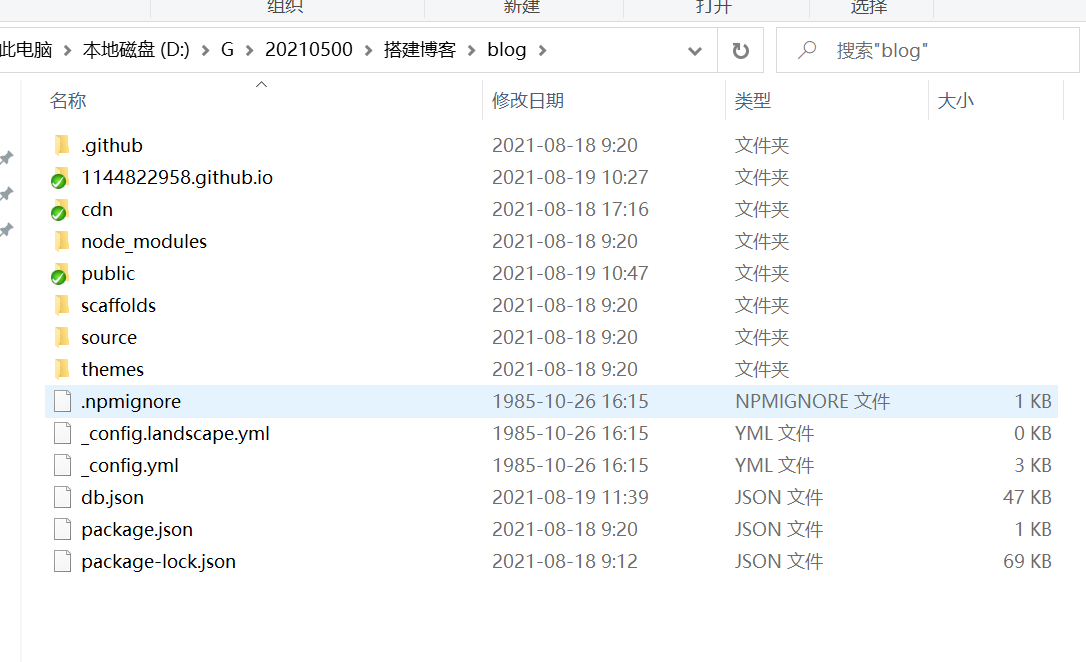 组织 新建 打开 选择
此电脑 > 本地磁盘 (D:) > G > 20210500 > 搭建博客 > blog > 搜索"blog"
名称 修改日期 类型 大小
.github 2021-08-18 9:20 文件夹
1144822958.github.io 2021-08-19 10:27 文件夹
cdn 2021-08-18 17:16 文件夹
node_modules 2021-08-18 9:20 文件夹
public 2021-08-19 10:47 文件夹
scaffolds 2021-08-18 9:20 文件夹
source 2021-08-18 9:20 文件夹
themes 2021-08-18 9:20 文件夹
.npmignore 1985-10-26 16:15 NPMIGNORE 文件 1 KB
_config.landscape.yml 1985-10-26 16:15 YML 文件 0 KB
_config.yml 1985-10-26 16:15 YML 文件 3 KB
db.json 2021-08-19 11:39 JSON 文件 47 KB
package.json 2021-08-18 9:20 JSON 文件 1 KB
package-lock.json 2021-08-18 9:12 JSON 文件 69 KB